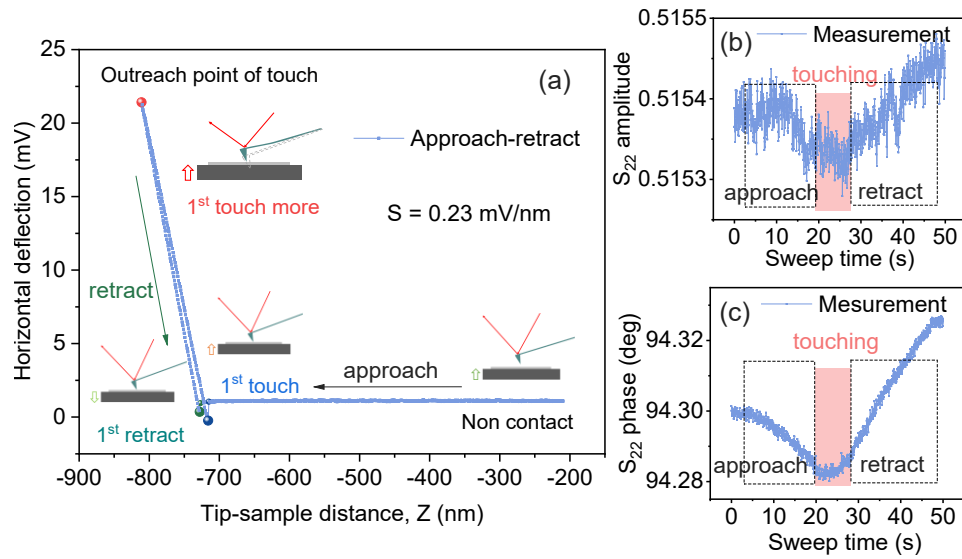 (a)
Horizontal deflection (mV)
25
20
15
10
5
0
Outreach point of touch
Approach-retract
1st touch more
S = 0.23 mV/nm
retract
1st touch
approach
1st retract
Non contact
-900 -800 -700 -600 -500 -400 -300 -200 -100
Tip-sample distance, Z (nm)
(b)
S22 amplitude
0.5155
0.5154
0.5153
Measurement
touching
approach
retract
0 10 20 30 40 50
Sweep time (s)
(c)
S22 phase (deg)
94.32
94.30
94.28
Mesurement
touching
approach
retract
0 10 20 30 40 50
Sweep time (s)